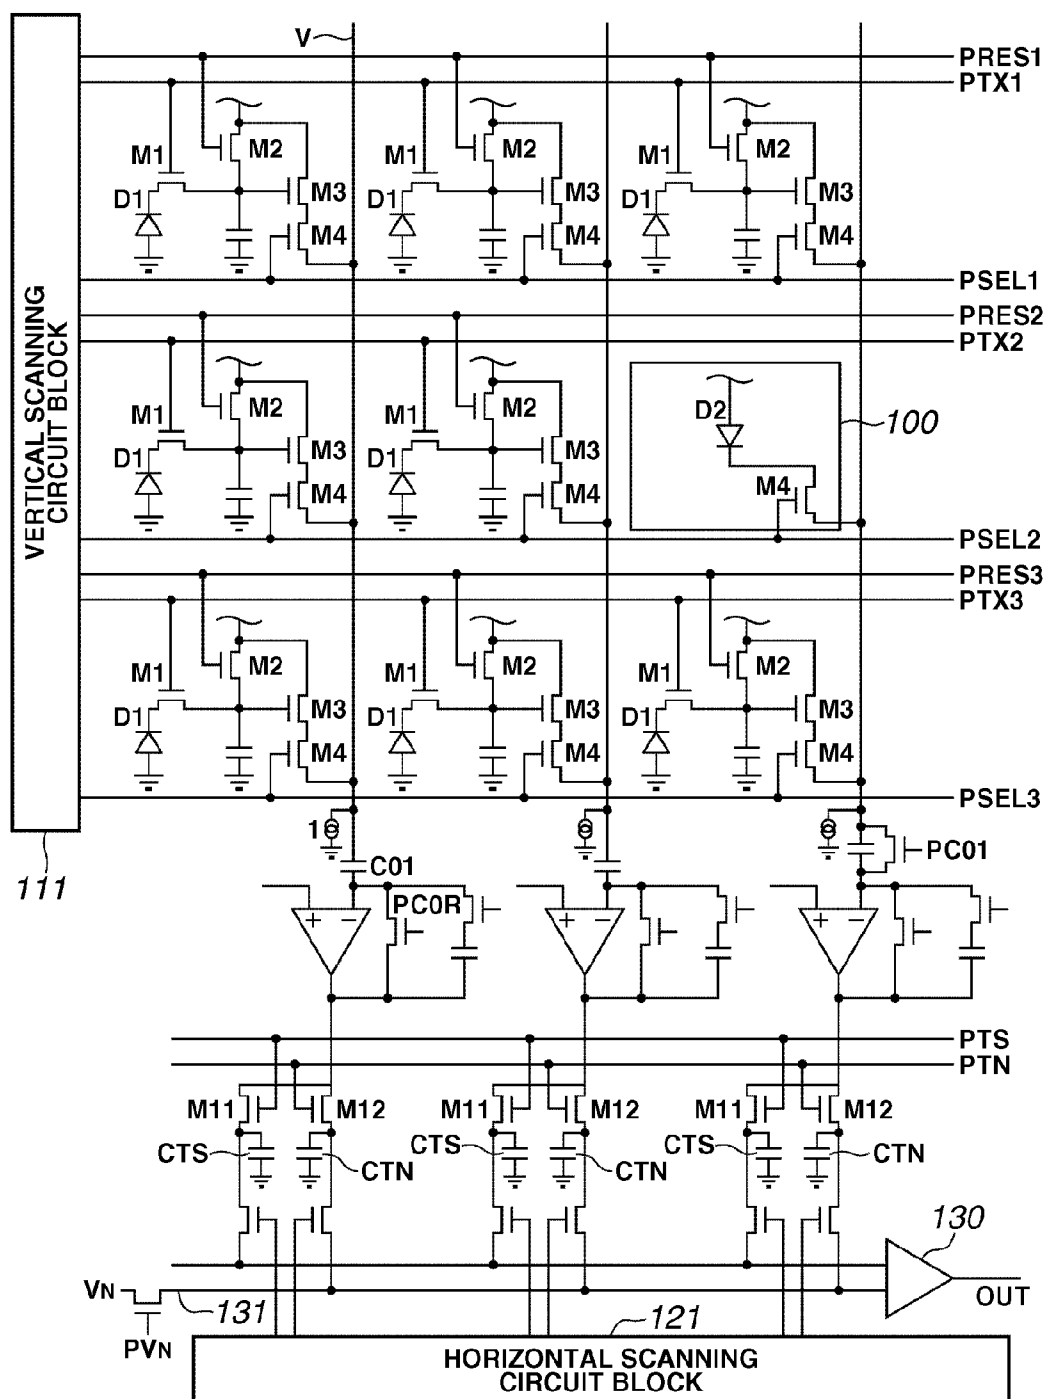 V
PRES1
PTX1
M1 M2 M1 M2 M1 M2
D1 M3 D1 M3 D1 M3
M4 M4 M4
PSEL1
PRES2
PTX2
VERTICAL SCANNING
CIRCUIT BLOCK
M1 M2 M1 M2 D2 100
D1 M3 D1 M3
M4 M4 M4
PSEL2
PRES3
PTX3
M1 M2 M1 M2 M1 M2
D1 M3 D1 M3 D1 M3
M4 M4 M4
PSEL3
1
111
C01
PC01
PC0R
+ − + − + −
PTS
PTN
M11 M12 M11 M12 M11 M12
CTS CTN CTS CTN CTS CTN
130
VN
131
OUT
PVN
121
HORIZONTAL SCANNING
CIRCUIT BLOCK